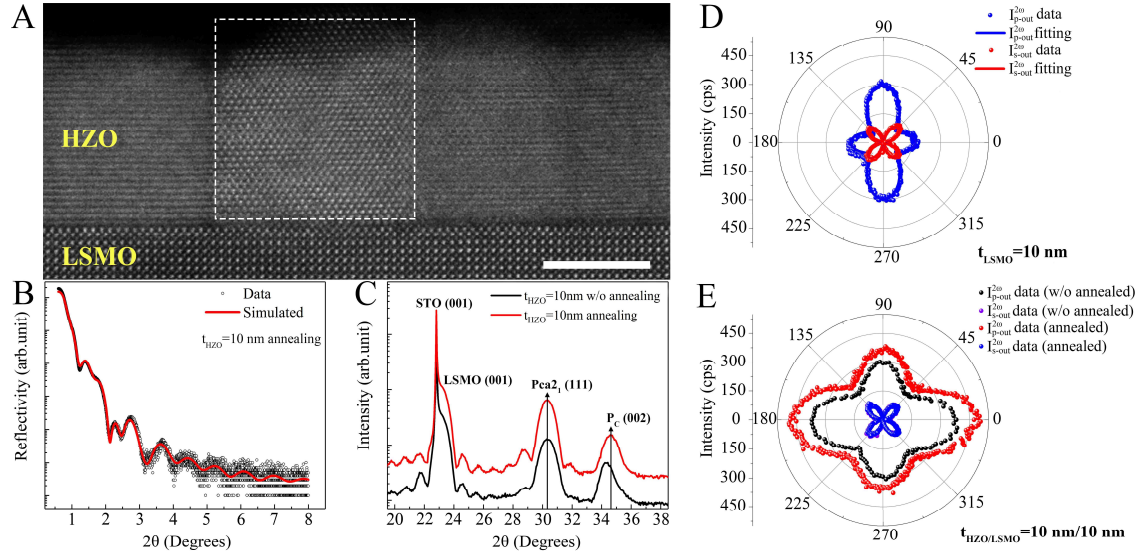 A
HZO
LSMO
B
Reflectivity (arb.unit)
Data
Simulated
t_HZO=10 nm annealing
1 2 3 4 5 6 7 8
2θ (Degrees)
C
Intensity (arb.unit)
STO (001)
t_HZO=10nm w/o annealing
t_HZO=10nm annealing
LSMO (001)
Pca2₁ (111)
P_C (002)
20 22 24 26 28 30 32 34 36 38
2θ (Degrees)
D
Intensity (cps)
450
300
150
0
150
300
450
90
45
0
315
270
225
180
135
I^2ω_p-out data
I^2ω_p-out fitting
I^2ω_s-out data
I^2ω_s-out fitting
t_LSMO=10 nm
E
Intensity (cps)
450
300
150
0
150
300
450
90
45
0
315
270
225
180
135
I^2ω_p-out data (w/o annealed)
I^2ω_s-out data (w/o annealed)
I^2ω_p-out data (annealed)
I^2ω_s-out data (annealed)
t_HZO/LSMO=10 nm/10 nm